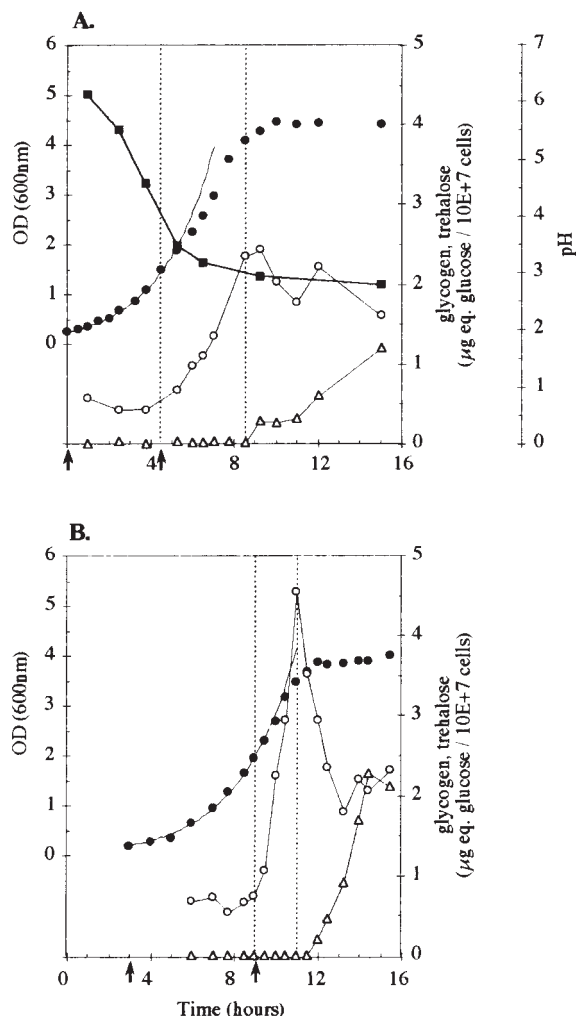 A.
6
5
4
3
2
1
0
OD (600nm)
5
4
3
2
1
0
glycogen, trehalose
(µg eq. glucose / 10E+7 cells)
7
6
5
4
3
2
1
0
pH
0 4 8 12 16
B.
6
5
4
3
2
1
0
OD (600nm)
5
4
3
2
1
0
glycogen, trehalose
(µg eq. glucose / 10E+7 cells)
0 4 8 12 16
Time (hours)